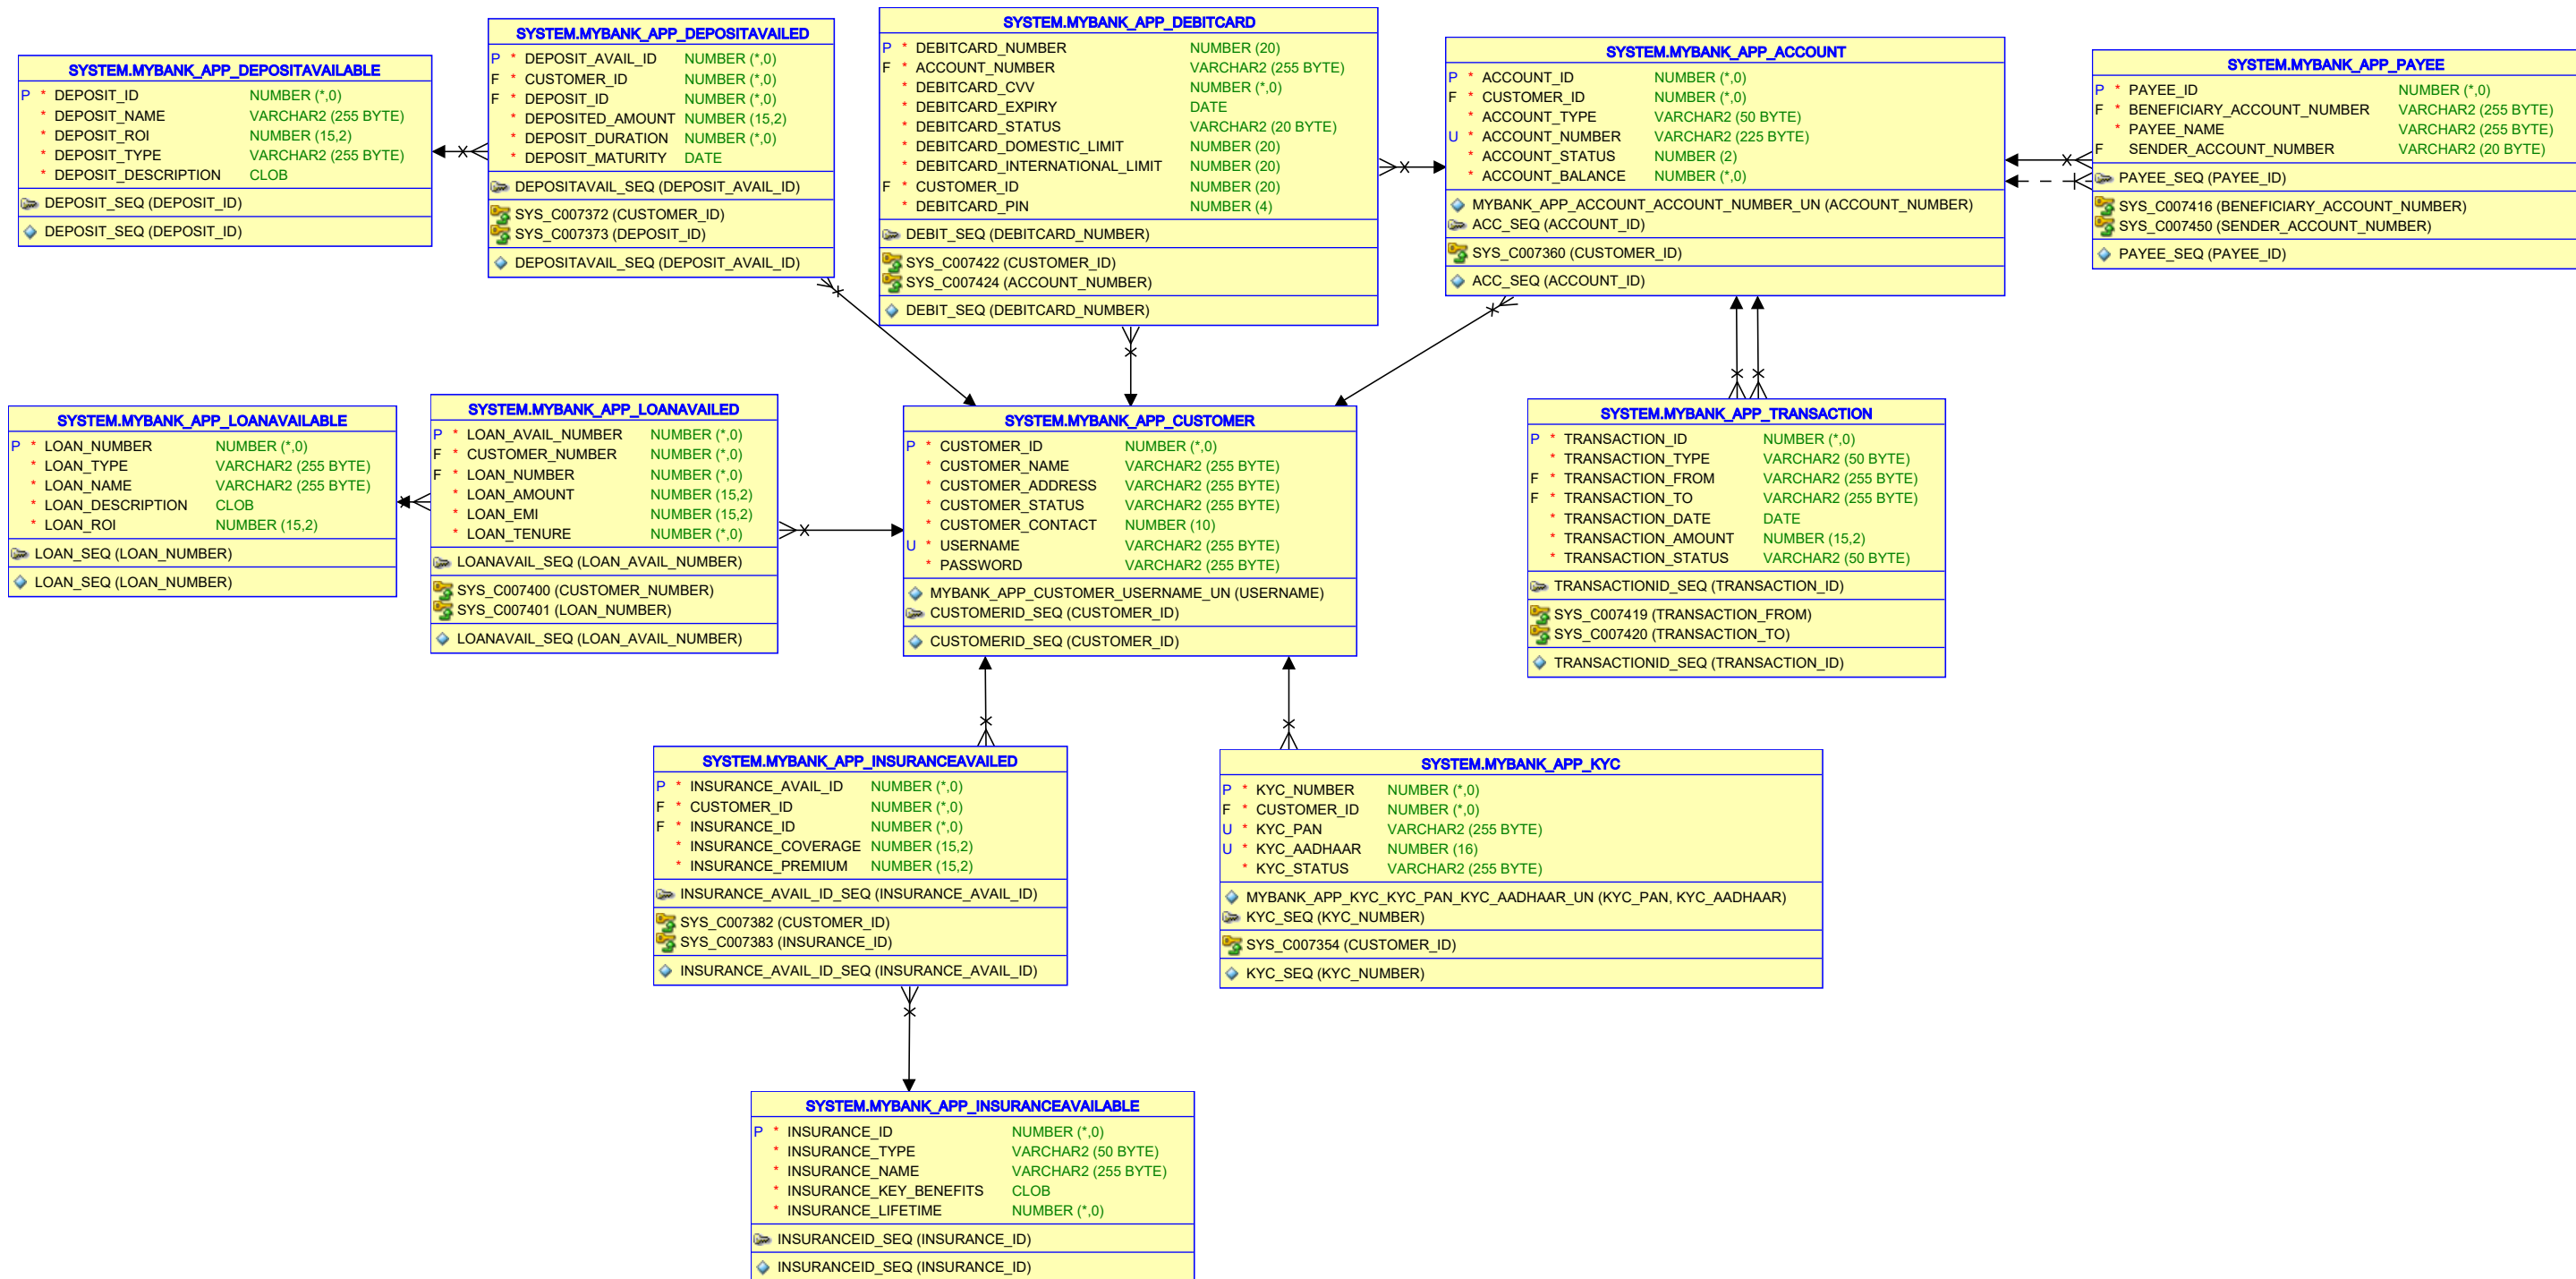 SYSTEM.MYBANK_APP_DEPOSITAVAILABLE
P * DEPOSIT_ID NUMBER (*,0)
* DEPOSIT_NAME VARCHAR2 (255 BYTE)
* DEPOSIT_ROI NUMBER (15,2)
* DEPOSIT_TYPE VARCHAR2 (255 BYTE)
* DEPOSIT_DESCRIPTION CLOB
DEPOSIT_SEQ (DEPOSIT_ID)
DEPOSIT_SEQ (DEPOSIT_ID)
SYSTEM.MYBANK_APP_DEPOSITAVAILED
P * DEPOSIT_AVAIL_ID NUMBER (*,0)
F * CUSTOMER_ID NUMBER (*,0)
F * DEPOSIT_ID NUMBER (*,0)
* DEPOSITED_AMOUNT NUMBER (15,2)
* DEPOSIT_DURATION NUMBER (*,0)
* DEPOSIT_MATURITY DATE
DEPOSITAVAIL_SEQ (DEPOSIT_AVAIL_ID)
SYS_C007372 (CUSTOMER_ID)
SYS_C007373 (DEPOSIT_ID)
DEPOSITAVAIL_SEQ (DEPOSIT_AVAIL_ID)
SYSTEM.MYBANK_APP_DEBITCARD
P * DEBITCARD_NUMBER NUMBER (20)
F * ACCOUNT_NUMBER VARCHAR2 (255 BYTE)
* DEBITCARD_CVV NUMBER (*,0)
* DEBITCARD_EXPIRY DATE
* DEBITCARD_STATUS VARCHAR2 (20 BYTE)
* DEBITCARD_DOMESTIC_LIMIT NUMBER (20)
* DEBITCARD_INTERNATIONAL_LIMIT NUMBER (20)
F * CUSTOMER_ID NUMBER (20)
* DEBITCARD_PIN NUMBER (4)
DEBIT_SEQ (DEBITCARD_NUMBER)
SYS_C007422 (CUSTOMER_ID)
SYS_C007424 (ACCOUNT_NUMBER)
DEBIT_SEQ (DEBITCARD_NUMBER)
SYSTEM.MYBANK_APP_ACCOUNT
P * ACCOUNT_ID NUMBER (*,0)
F * CUSTOMER_ID NUMBER (*,0)
* ACCOUNT_TYPE VARCHAR2 (50 BYTE)
U * ACCOUNT_NUMBER VARCHAR2 (225 BYTE)
* ACCOUNT_STATUS NUMBER (2)
* ACCOUNT_BALANCE NUMBER (*,0)
MYBANK_APP_ACCOUNT_ACCOUNT_NUMBER_UN (ACCOUNT_NUMBER)
ACC_SEQ (ACCOUNT_ID)
SYS_C007360 (CUSTOMER_ID)
ACC_SEQ (ACCOUNT_ID)
SYSTEM.MYBANK_APP_PAYEE
P * PAYEE_ID NUMBER (*,0)
F * BENEFICIARY_ACCOUNT_NUMBER VARCHAR2 (255 BYTE)
* PAYEE_NAME VARCHAR2 (255 BYTE)
F SENDER_ACCOUNT_NUMBER VARCHAR2 (20 BYTE)
PAYEE_SEQ (PAYEE_ID)
SYS_C007416 (BENEFICIARY_ACCOUNT_NUMBER)
SYS_C007450 (SENDER_ACCOUNT_NUMBER)
PAYEE_SEQ (PAYEE_ID)
SYSTEM.MYBANK_APP_LOANAVAILABLE
P * LOAN_NUMBER NUMBER (*,0)
* LOAN_TYPE VARCHAR2 (255 BYTE)
* LOAN_NAME VARCHAR2 (255 BYTE)
* LOAN_DESCRIPTION CLOB
* LOAN_ROI NUMBER (15,2)
LOAN_SEQ (LOAN_NUMBER)
LOAN_SEQ (LOAN_NUMBER)
SYSTEM.MYBANK_APP_LOANAVAILED
P * LOAN_AVAIL_NUMBER NUMBER (*,0)
F * CUSTOMER_NUMBER NUMBER (*,0)
F * LOAN_NUMBER NUMBER (*,0)
* LOAN_AMOUNT NUMBER (15,2)
* LOAN_EMI NUMBER (15,2)
* LOAN_TENURE NUMBER (*,0)
LOANAVAIL_SEQ (LOAN_AVAIL_NUMBER)
SYS_C007400 (CUSTOMER_NUMBER)
SYS_C007401 (LOAN_NUMBER)
LOANAVAIL_SEQ (LOAN_AVAIL_NUMBER)
SYSTEM.MYBANK_APP_CUSTOMER
P * CUSTOMER_ID NUMBER (*,0)
* CUSTOMER_NAME VARCHAR2 (255 BYTE)
* CUSTOMER_ADDRESS VARCHAR2 (255 BYTE)
* CUSTOMER_STATUS VARCHAR2 (255 BYTE)
* CUSTOMER_CONTACT NUMBER (10)
U * USERNAME VARCHAR2 (255 BYTE)
* PASSWORD VARCHAR2 (255 BYTE)
MYBANK_APP_CUSTOMER_USERNAME_UN (USERNAME)
CUSTOMERID_SEQ (CUSTOMER_ID)
CUSTOMERID_SEQ (CUSTOMER_ID)
SYSTEM.MYBANK_APP_TRANSACTION
P * TRANSACTION_ID NUMBER (*,0)
* TRANSACTION_TYPE VARCHAR2 (50 BYTE)
F * TRANSACTION_FROM VARCHAR2 (255 BYTE)
F * TRANSACTION_TO VARCHAR2 (255 BYTE)
* TRANSACTION_DATE DATE
* TRANSACTION_AMOUNT NUMBER (15,2)
* TRANSACTION_STATUS VARCHAR2 (50 BYTE)
TRANSACTIONID_SEQ (TRANSACTION_ID)
SYS_C007419 (TRANSACTION_FROM)
SYS_C007420 (TRANSACTION_TO)
TRANSACTIONID_SEQ (TRANSACTION_ID)
SYSTEM.MYBANK_APP_INSURANCEAVAILED
P * INSURANCE_AVAIL_ID NUMBER (*,0)
F * CUSTOMER_ID NUMBER (*,0)
F * INSURANCE_ID NUMBER (*,0)
* INSURANCE_COVERAGE NUMBER (15,2)
* INSURANCE_PREMIUM NUMBER (15,2)
INSURANCE_AVAIL_ID_SEQ (INSURANCE_AVAIL_ID)
SYS_C007382 (CUSTOMER_ID)
SYS_C007383 (INSURANCE_ID)
INSURANCE_AVAIL_ID_SEQ (INSURANCE_AVAIL_ID)
SYSTEM.MYBANK_APP_KYC
P * KYC_NUMBER NUMBER (*,0)
F * CUSTOMER_ID NUMBER (*,0)
U * KYC_PAN VARCHAR2 (255 BYTE)
U * KYC_AADHAAR NUMBER (16)
* KYC_STATUS VARCHAR2 (255 BYTE)
MYBANK_APP_KYC_KYC_PAN_KYC_AADHAAR_UN (KYC_PAN, KYC_AADHAAR)
KYC_SEQ (KYC_NUMBER)
SYS_C007354 (CUSTOMER_ID)
KYC_SEQ (KYC_NUMBER)
SYSTEM.MYBANK_APP_INSURANCEAVAILABLE
P * INSURANCE_ID NUMBER (*,0)
* INSURANCE_TYPE VARCHAR2 (50 BYTE)
* INSURANCE_NAME VARCHAR2 (255 BYTE)
* INSURANCE_KEY_BENEFITS CLOB
* INSURANCE_LIFETIME NUMBER (*,0)
INSURANCEID_SEQ (INSURANCE_ID)
INSURANCEID_SEQ (INSURANCE_ID)